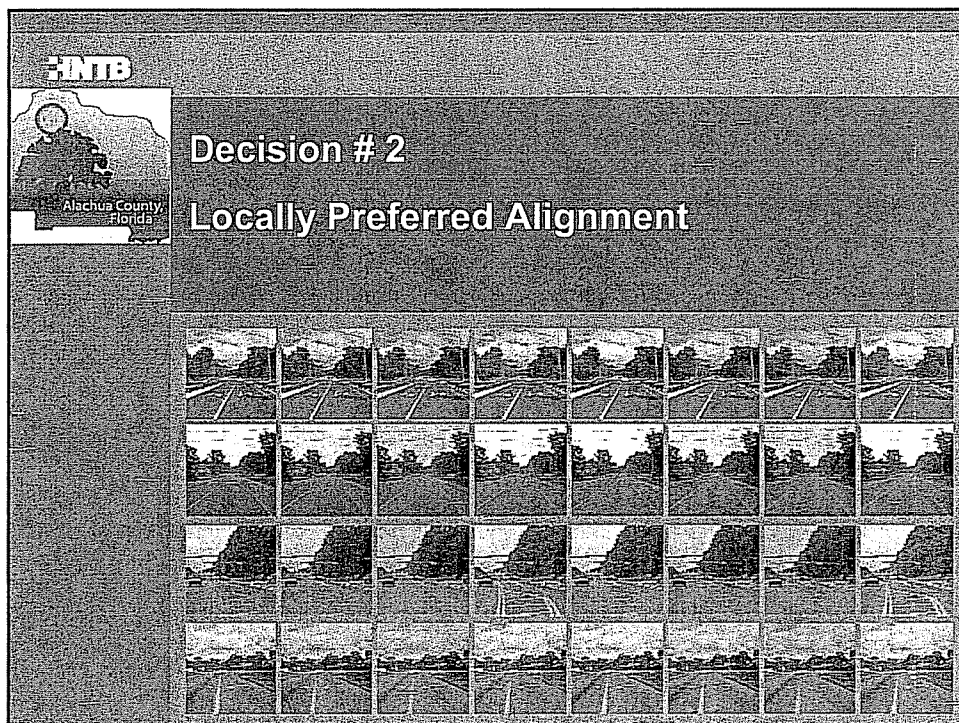 HNTB
Alachua County,
Florida
Decision # 2
Locally Preferred Alignment